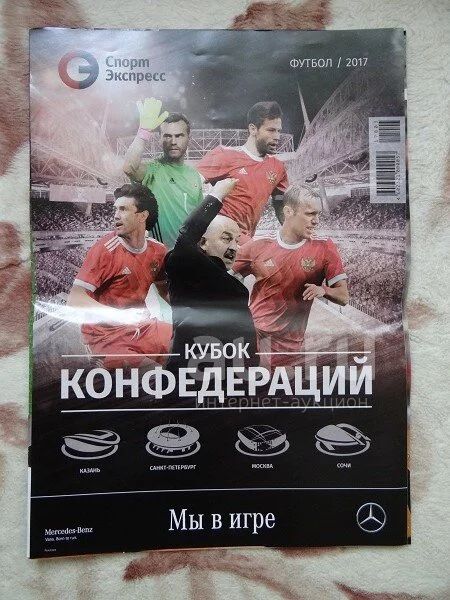 Спорт
Экспресс
ФУТБОЛ / 2017
КУБОК
КОНФЕДЕРАЦИЙ
интернет-аукцион
КАЗАНЬ
САНКТ-ПЕТЕРБУРГ
МОСКВА
СОЧИ
Mercedes-Benz
Мы в игре